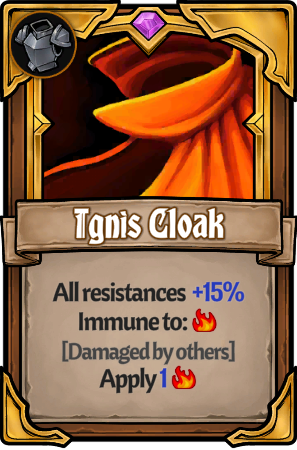 Ignis Cloak
All resistances +15%
Immune to: 🔥
[Damaged by others]
Apply 1 🔥